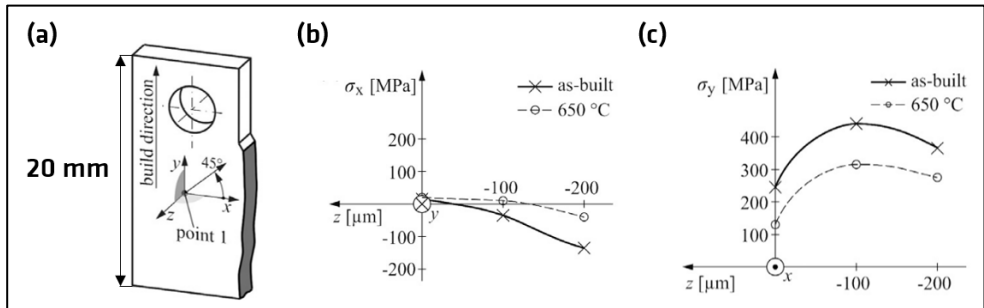 (a)
20 mm
build direction
y
45°
x
z
point 1
(b)
σx [MPa]
as-built
650 °C
200
100
-100
-200
z [µm]
y
-100
-200
(c)
σy [MPa]
as-built
650 °C
400
300
200
100
z [µm]
x
-100
-200